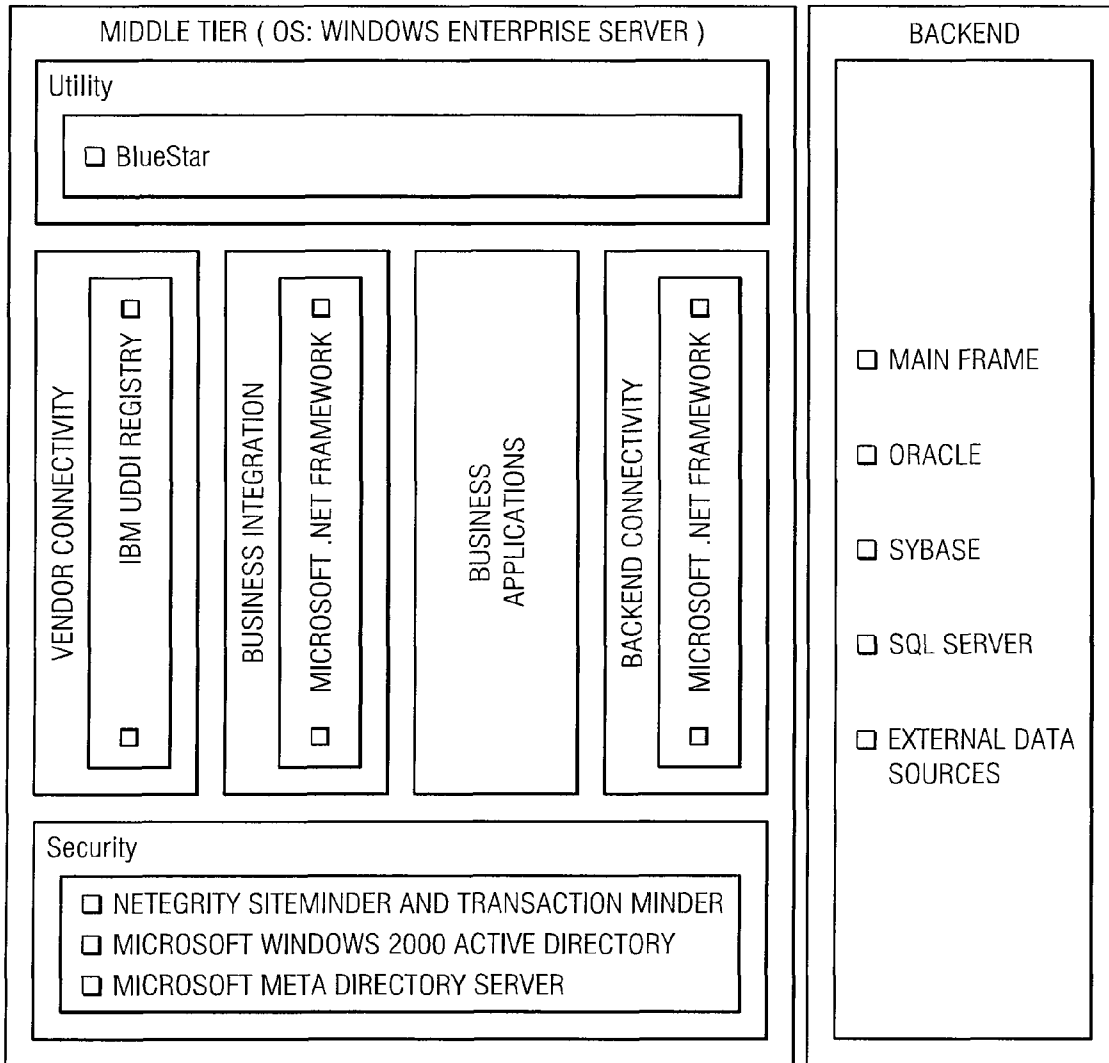 MIDDLE TIER ( OS: WINDOWS ENTERPRISE SERVER )
Utility
BlueStar
VENDOR CONNECTIVITY
IBM UDDI REGISTRY
BUSINESS INTEGRATION
MICROSOFT .NET FRAMEWORK
BUSINESS
APPLICATIONS
BACKEND CONNECTIVITY
MICROSOFT .NET FRAMEWORK
Security
NETEGRITY SITEMINDER AND TRANSACTION MINDER
MICROSOFT WINDOWS 2000 ACTIVE DIRECTORY
MICROSOFT META DIRECTORY SERVER
BACKEND
MAIN FRAME
ORACLE
SYBASE
SQL SERVER
EXTERNAL DATA
SOURCES